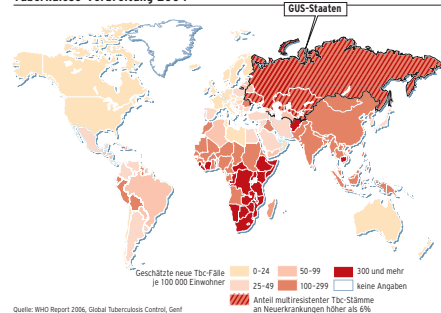 Tuberkulose-Verbreitung 2004
GUS-Staaten
Geschätzte neue Tbc-Fälle
je 100 000 Einwohner
0-24
50-99
300 und mehr
25-49
100-299
keine Angaben
Anteil multiresistenter Tbc-Stämme
an Neuerkrankungen höher als 6%
Quelle: WHO Report 2006, Global Tuberculosis Control, Genf